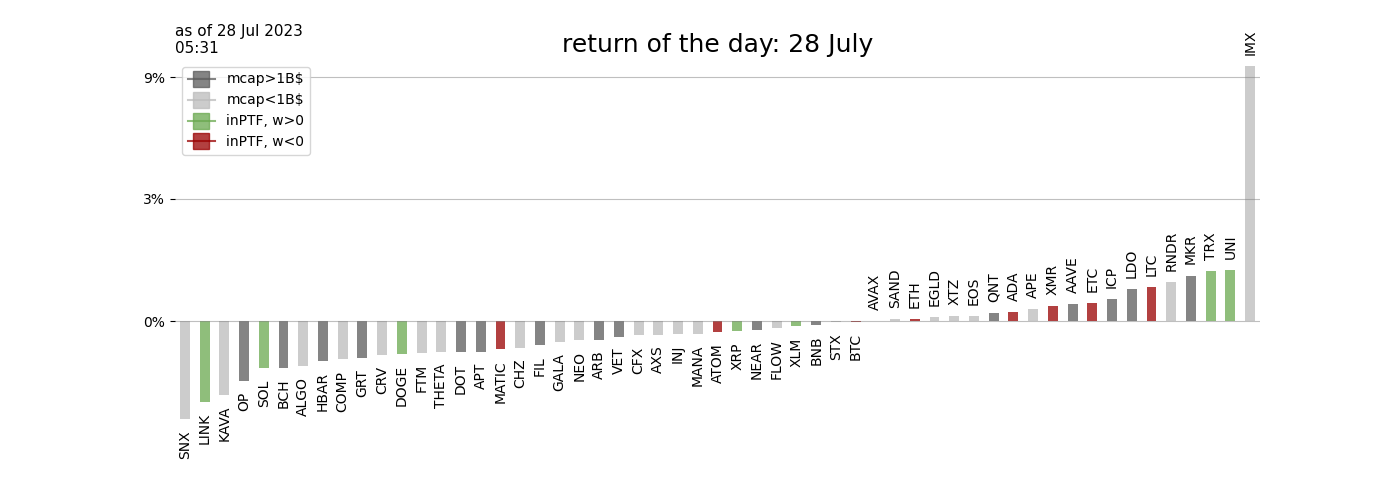 as of 28 Jul 2023
05:31
return of the day: 28 July
mcap>1B$
mcap<1B$
inPTF, w>0
inPTF, w<0
9%
3%
0%
SNX
LINK
KAVA
OP
SOL
BCH
ALGO
HBAR
COMP
GRT
CRV
DOGE
FTM
THETA
DOT
APT
MATIC
CHZ
FIL
GALA
NEO
ARB
VET
CFX
AXS
INJ
MANA
ATOM
XRP
NEAR
FLOW
XLM
BNB
STX
BTC
AVAX
SAND
ETH
EGLD
XTZ
EOS
QNT
ADA
APE
XMR
AAVE
ETC
ICP
LDO
LTC
RNDR
MKR
TRX
UNI
IMX